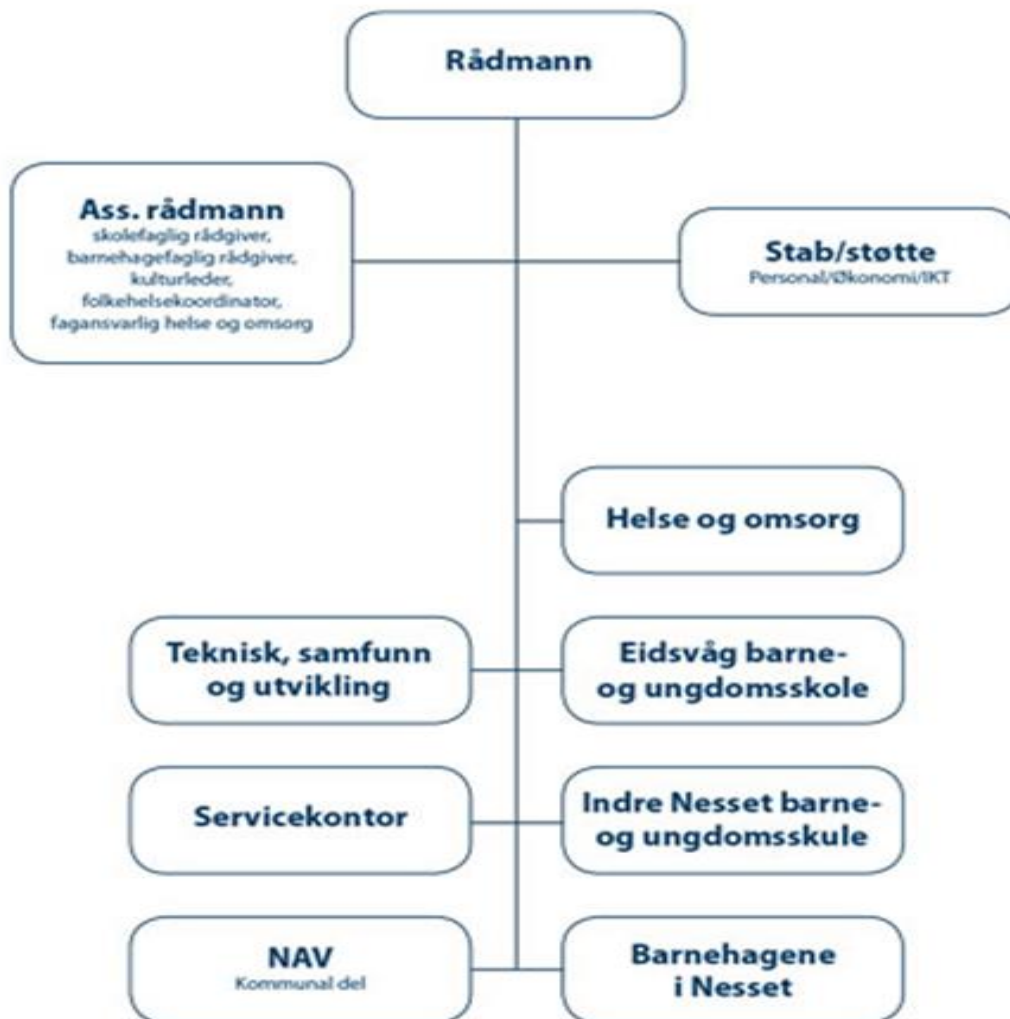 Rådmann
Ass. rådmann
skolefaglig rådgiver,
barnehagefaglig rådgiver,
kulturleder,
folkehelsekoordinator,
fagansvarlig helse og omsorg
Stab/støtte
Personal/Økonomi/IKT
Helse og omsorg
Teknisk, samfunn
og utvikling
Eidsvåg barne-
og ungdomsskole
Servicekontor
Indre Nesset barne-
og ungdomsskule
NAV
Kommunal del
Barnehagene
i Nesset